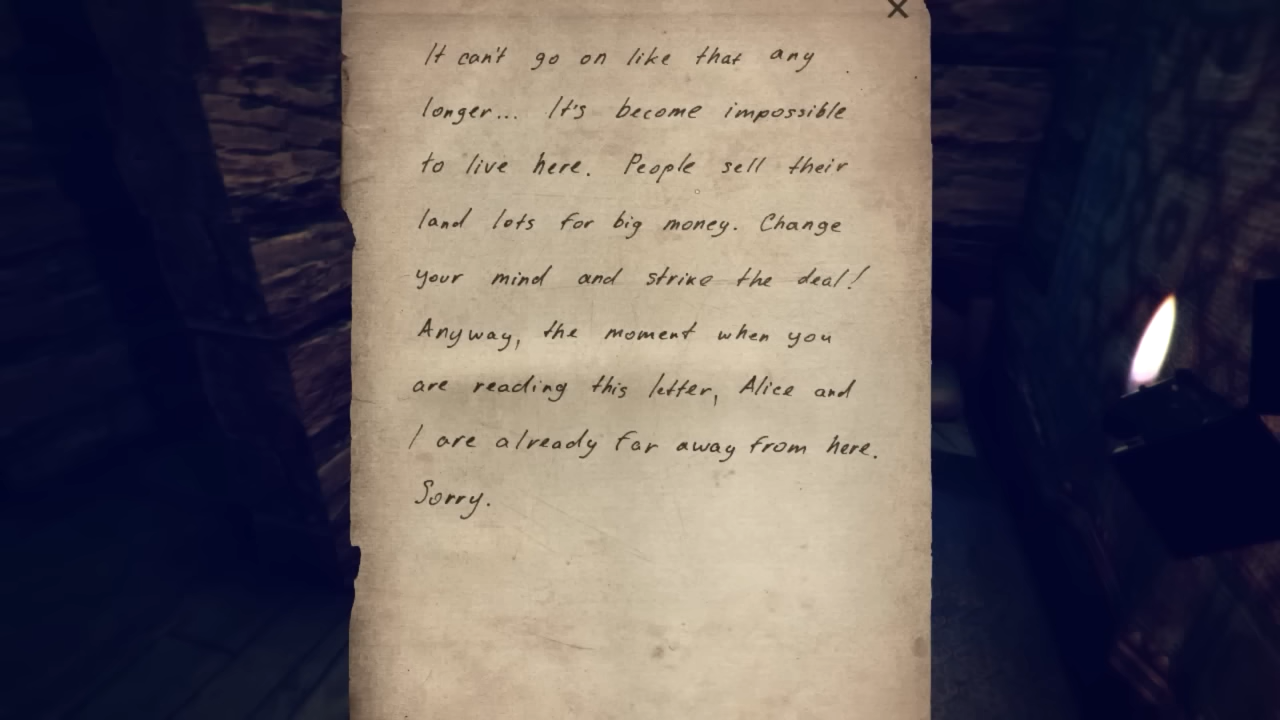 It can't go on like that any
longer... It's become impossible
to live here. People sell their
land lots for big money. Change
your mind and strike the deal!
Anyway, the moment when you
are reading this letter, Alice and
I are already far away from here.
Sorry.